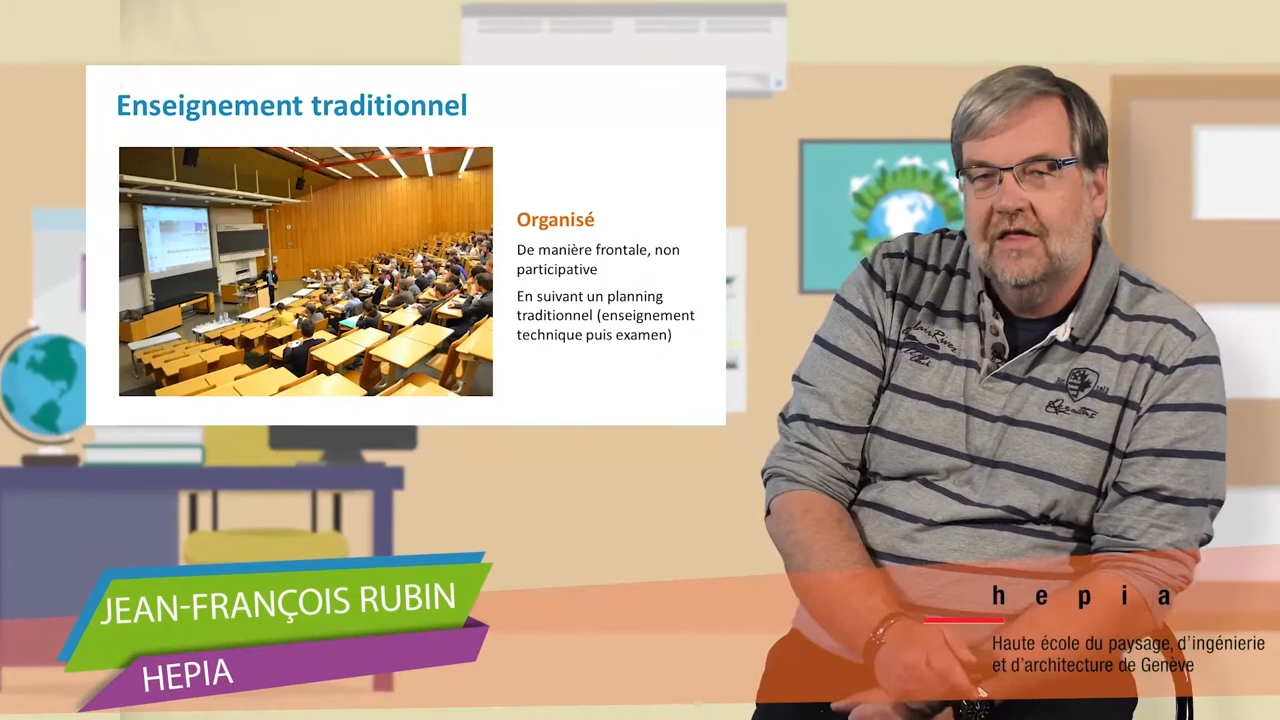 Enseignement traditionnel
Organisé
De manière frontale, non
participative
En suivant un planning
traditionnel (enseignement
technique puis examen)
JEAN-FRANÇOIS RUBIN
HEPIA
hepia
Haute école du paysage, d'ingénierie
et d'architecture de Genève